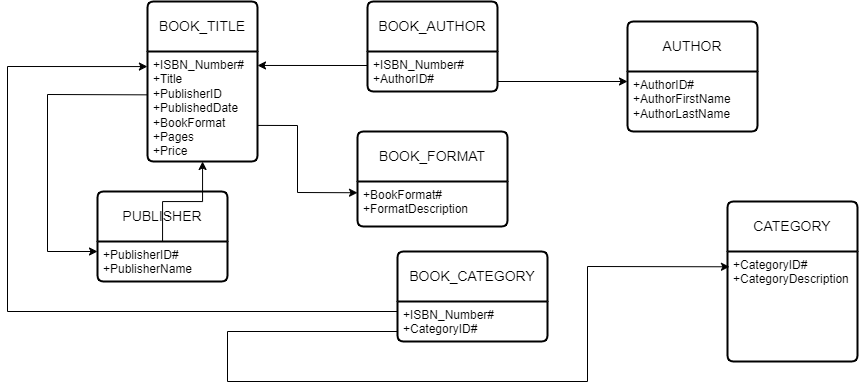 BOOK_TITLE
+ISBN_Number#
+Title
+PublisherID
+PublishedDate
+BookFormat
+Pages
+Price
BOOK_AUTHOR
+ISBN_Number#
+AuthorID#
AUTHOR
+AuthorID#
+AuthorFirstName
+AuthorLastName
BOOK_FORMAT
+BookFormat#
+FormatDescription
PUBLISHER
+PublisherID#
+PublisherName
CATEGORY
+CategoryID#
+CategoryDescription
BOOK_CATEGORY
+ISBN_Number#
+CategoryID#